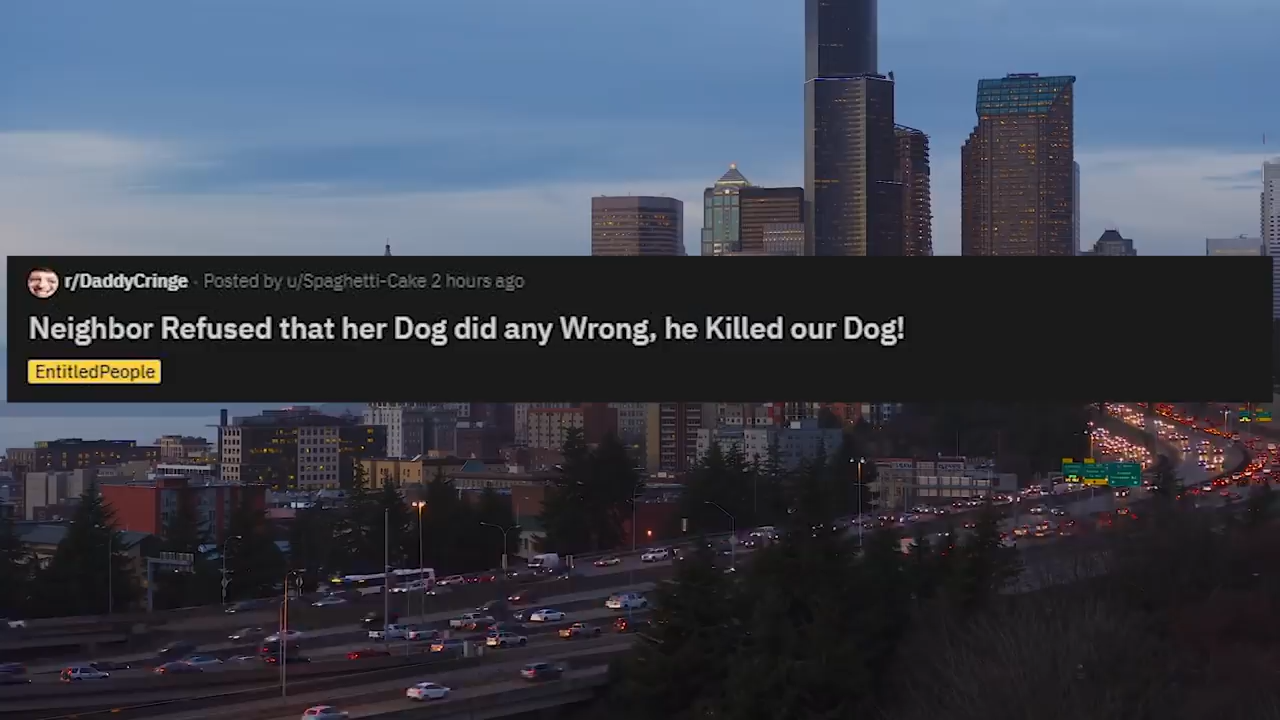 r/DaddyCringe · Posted by u/Spaghetti-Cake 2 hours ago
Neighbor Refused that her Dog did any Wrong, he Killed our Dog!
EntitledPeople